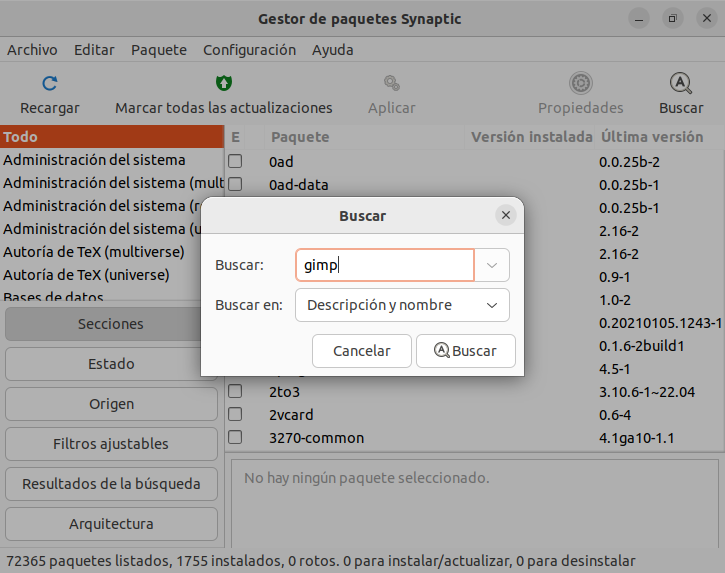 Gestor de paquetes Synaptic
Archivo Editar Paquete Configuración Ayuda
Recargar Marcar todas las actualizaciones Aplicar Propiedades Buscar
Todo
Administración del sistema
Administración del sistema (mult
Administración del sistema (
Administración del sistema (u
Autoría de TeX (multiverse)
Autoría de TeX (universe)
Bases de datos
Secciones
Estado
Origen
Filtros ajustables
Resultados de la búsqueda
Arquitectura
E Paquete Versión instalada Última versión
0ad 0.0.25b-2
0ad-data 0.0.25b-1
0.0.25b-1
2.16-2
2.16-2
0.9-1
1.0-2
0.20210105.1243-1
0.1.6-2build1
4.5-1
2to3 3.10.6-1~22.04
2vcard 0.6-4
3270-common 4.1ga10-1.1
Buscar
Buscar: gimp
Buscar en: Descripción y nombre
Cancelar Buscar
No hay ningún paquete seleccionado.
72365 paquetes listados, 1755 instalados, 0 rotos. 0 para instalar/actualizar, 0 para desinstalar